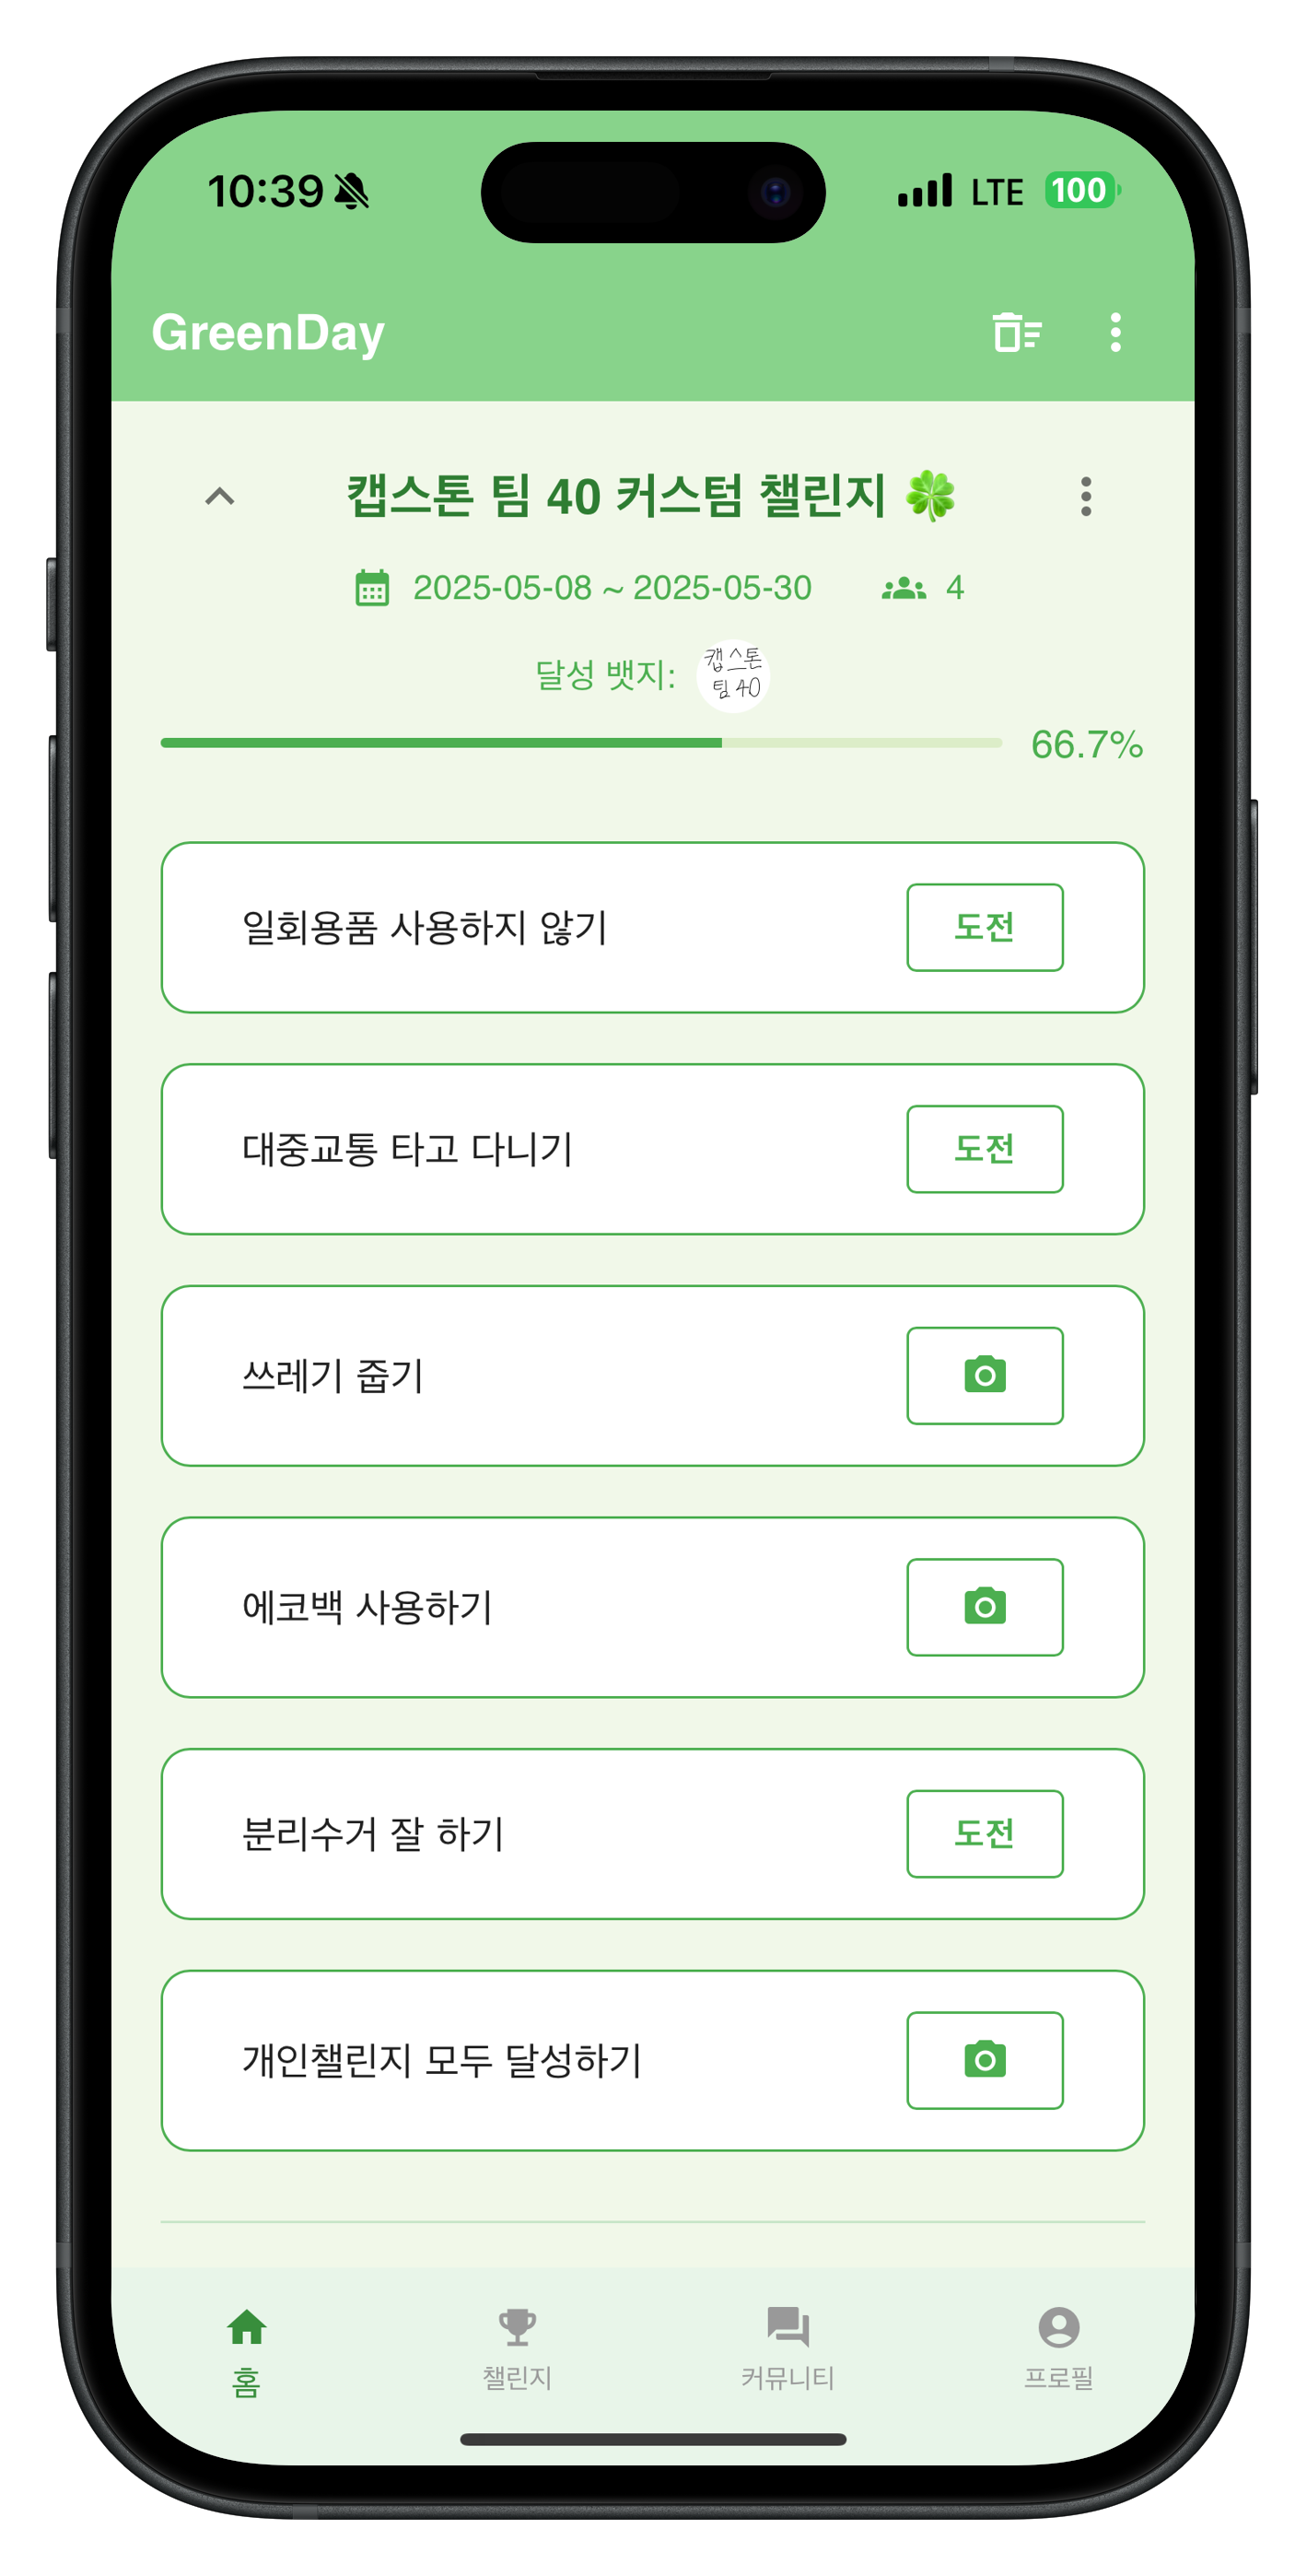 10:39 LTE 100
GreenDay
캡스톤 팀 40 커스텀 챌린지 🍀
2025-05-08 ~ 2025-05-30 4
달성 뱃지: 캡스톤
팀 40
66.7%
일회용품 사용하지 않기 도전
대중교통 타고 다니기 도전
쓰레기 줍기
에코백 사용하기
분리수거 잘 하기 도전
개인챌린지 모두 달성하기
홈 챌린지 커뮤니티 프로필